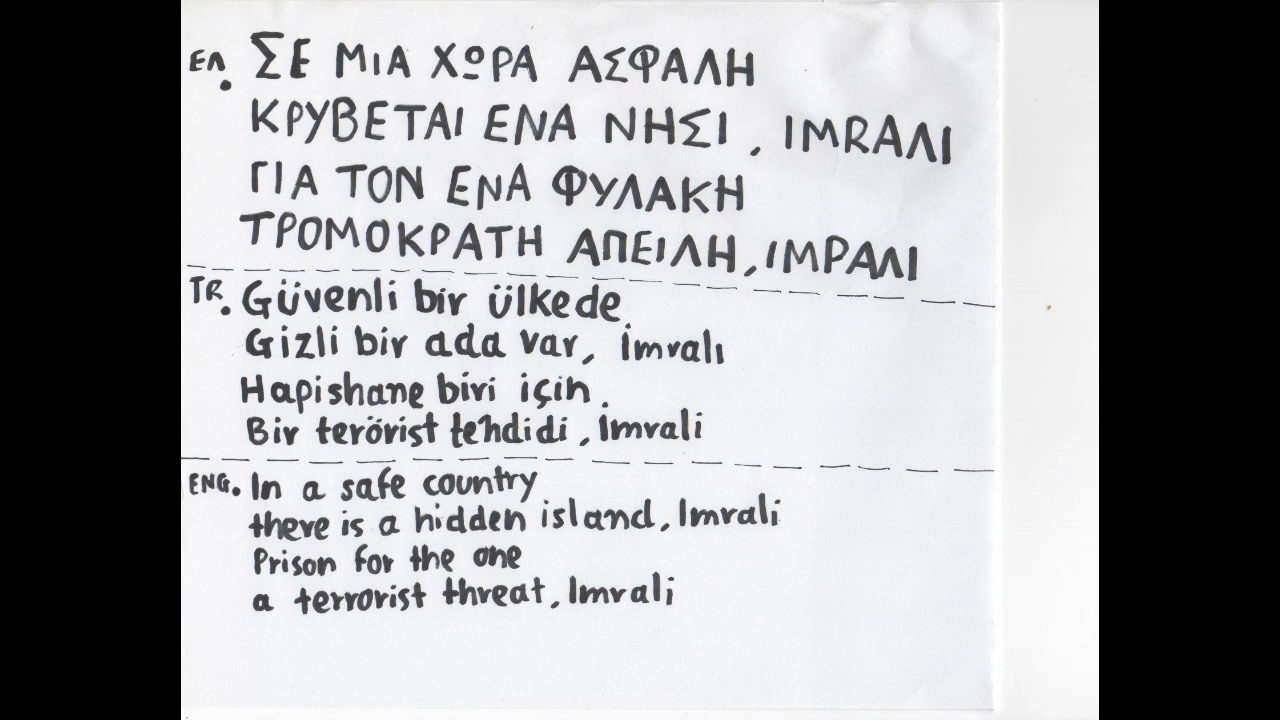 ΕΛ. ΣΕ ΜΙΑ ΧΩΡΑ ΑΣΦΑΛΗ
ΚΡΥΒΕΤΑΙ ΕΝΑ ΝΗΣΙ, ΙΜRΑΛΙ
ΓΙΑ ΤΟΝ ΕΝΑ ΦΥΛΑΚΗ
ΤΡΟΜΟΚΡΑΤΗ ΑΠΕΙΛΗ, ΙΜΡΑΛΙ
TR. Güvenli bir ülkede.
Gizli bir ada var, İmralı
Hapishane biri için.
Bir terörist tehdidi, İmrali
ENG. In a safe country
there is a hidden island, Imrali
Prison for the one
a terrorist threat, Imrali